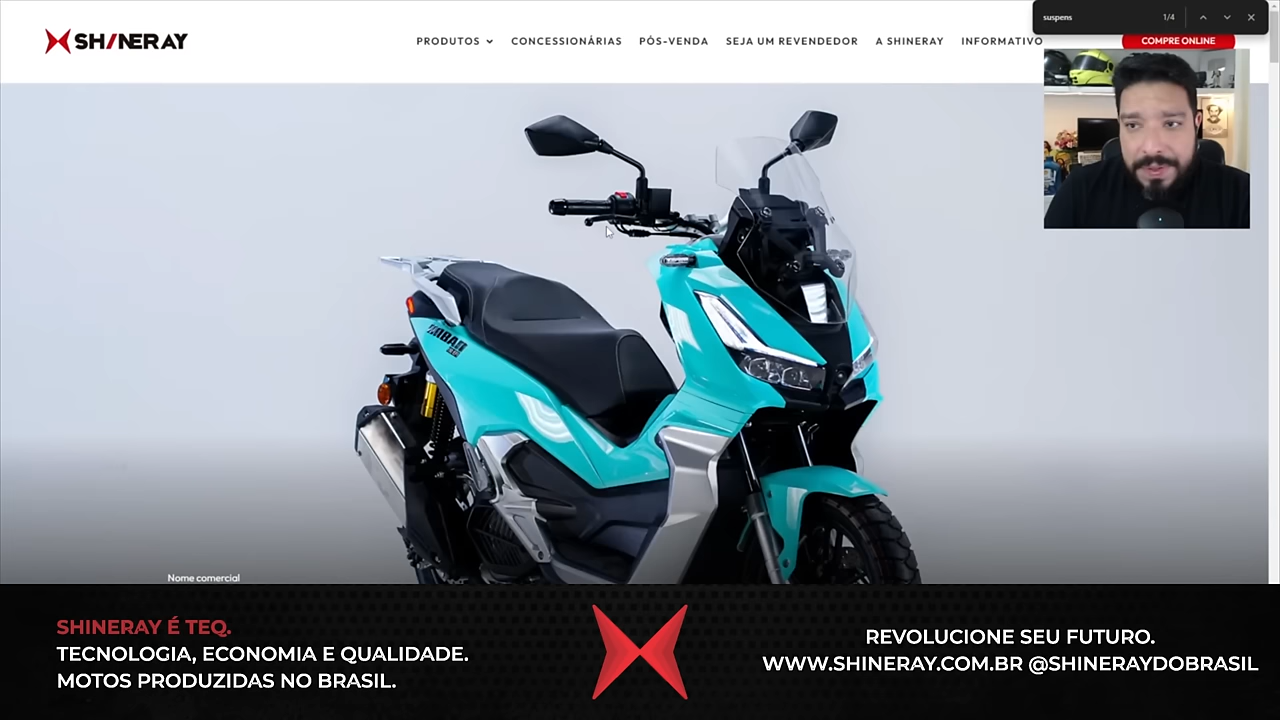 SHINERAY
PRODUTOS
CONCESSIONÁRIAS
PÓS-VENDA
SEJA UM REVENDEDOR
A SHINERAY
INFORMATIVO
COMPRE ONLINE
suspens
1/4
URBAN
Nome comercial
SHINERAY É TEQ.
TECNOLOGIA, ECONOMIA E QUALIDADE.
MOTOS PRODUZIDAS NO BRASIL.
REVOLUCIONE SEU FUTURO.
WWW.SHINERAY.COM.BR @SHINERAYDOBRASIL